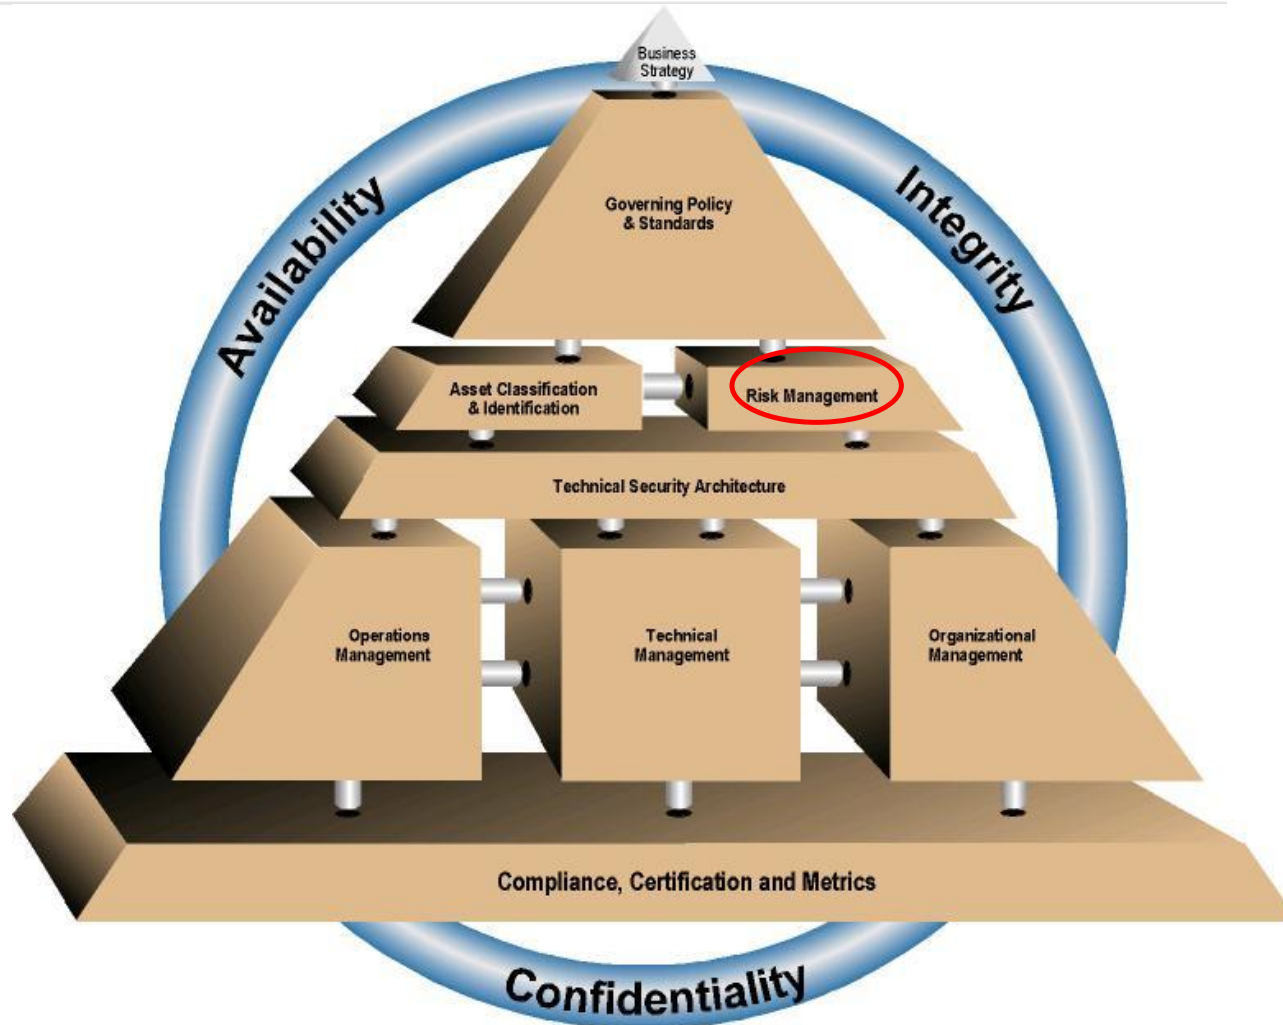 Business
Strategy
Governing Policy
& Standards
Availability
Integrity
Asset Classification
& Identification
Risk Management
Technical Security Architecture
Operations
Management
Technical
Management
Organizational
Management
Compliance, Certification and Metrics
Confidentiality